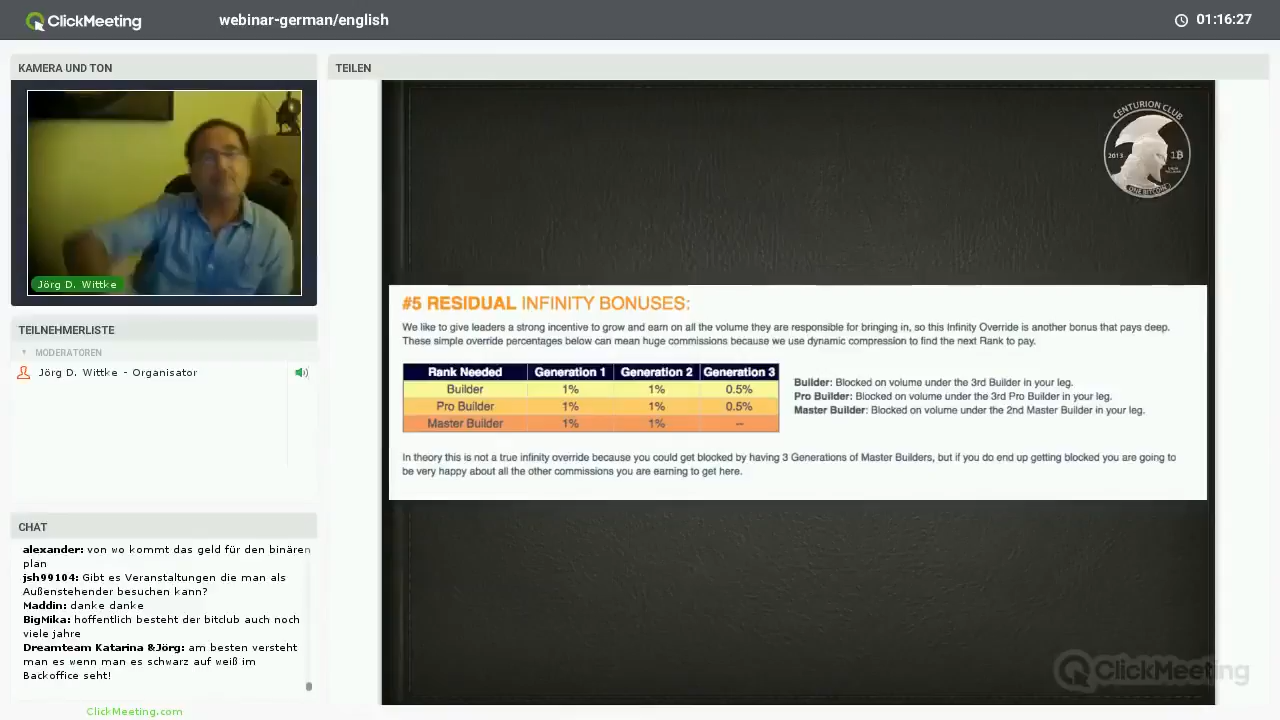 ClickMeeting
webinar-german/english
01:16:27
KAMERA UND TON
Jörg D. Wittke
TEILNEHMERLISTE
MODERATOREN
Jörg D. Wittke - Organisator
CHAT
alexander: von wo kommt das geld für den binären
plan
jsh99104: Gibt es Veranstaltungen die man als
Außenstehender besuchen kann?
Maddin: danke danke
BigMika: hoffentlich besteht der bitclub auch noch
viele jahre
Dreamteam Katarina &Jörg: am besten versteht
man es wenn man es schwarz auf weiß im
Backoffice seht!
ClickMeeting.com
TEILEN
CENTURION CLUB
2013
1B
ONE BITCOIN
#5 RESIDUAL INFINITY BONUSES:
We like to give leaders a strong incentive to grow and earn on all the volume they are responsible for bringing in, so this Infinity Override is another bonus that pays deep.
These simple override percentages below can mean huge commissions because we use dynamic compression to find the next Rank to pay.
Rank Needed Generation 1 Generation 2 Generation 3
Builder 1% 1% 0.5%
Pro Builder 1% 1% 0.5%
Master Builder 1% 1% --
Builder: Blocked on volume under the 3rd Builder in your leg.
Pro Builder: Blocked on volume under the 3rd Pro Builder in your leg.
Master Builder: Blocked on volume under the 2nd Master Builder in your leg.
In theory this is not a true infinity override because you could get blocked by having 3 Generations of Master Builders, but if you do end up getting blocked you are going to
be very happy about all the other commissions you are earning to get here.
ClickMeeting